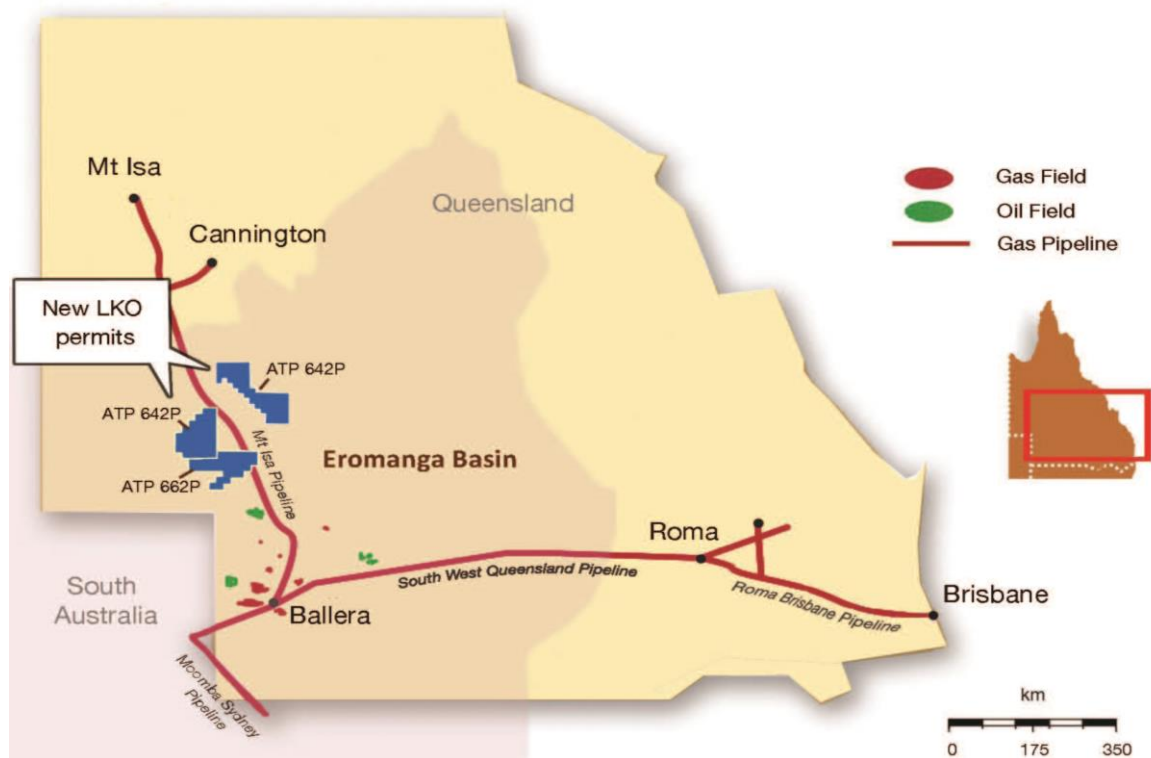 Mt Isa
Queensland
Cannington
New LKO
permits
ATP 642P
ATP 642P
ATP 662P
Mt Isa Pipeline
Eromanga Basin
Gas Field
Oil Field
Gas Pipeline
South
Australia
Ballera
South West Queensland Pipeline
Roma
Roma Brisbane Pipeline
Brisbane
Moomba Sydney
Pipeline
km
0 175 350